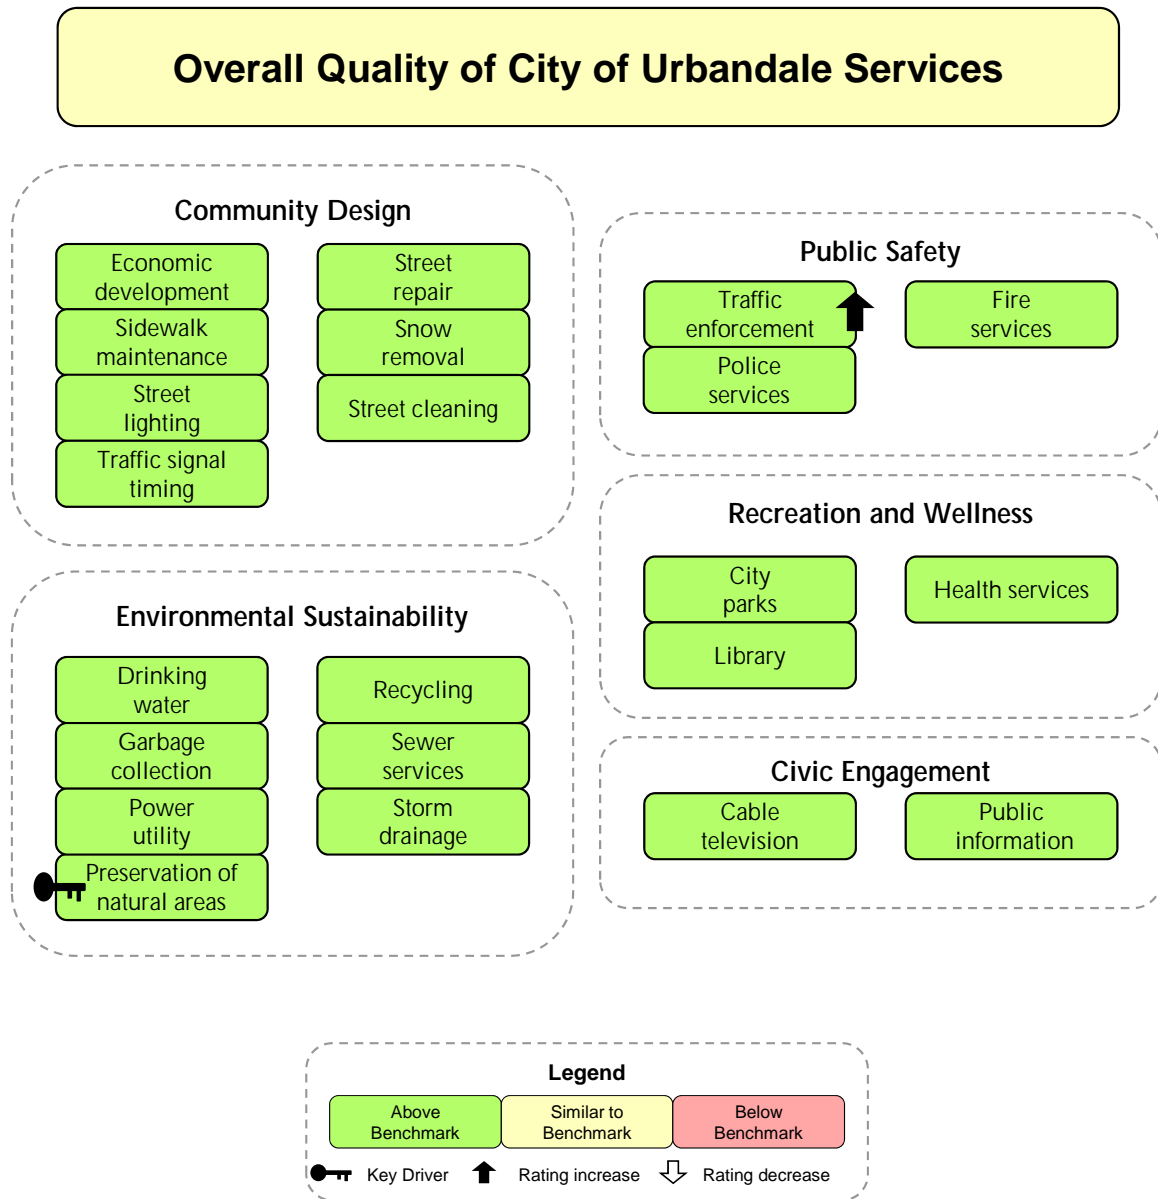 Overall Quality of City of Urbandale Services
Community Design
Economic
development
Sidewalk
maintenance
Street
lighting
Traffic signal
timing
Street
repair
Snow
removal
Street cleaning
Public Safety
Traffic
enforcement
Police
services
Fire
services
Recreation and Wellness
City
parks
Library
Health services
Environmental Sustainability
Drinking
water
Garbage
collection
Power
utility
Preservation of
natural areas
Recycling
Sewer
services
Storm
drainage
Civic Engagement
Cable
television
Public
information
Legend
Above
Benchmark
Similar to
Benchmark
Below
Benchmark
Key Driver
Rating increase
Rating decrease